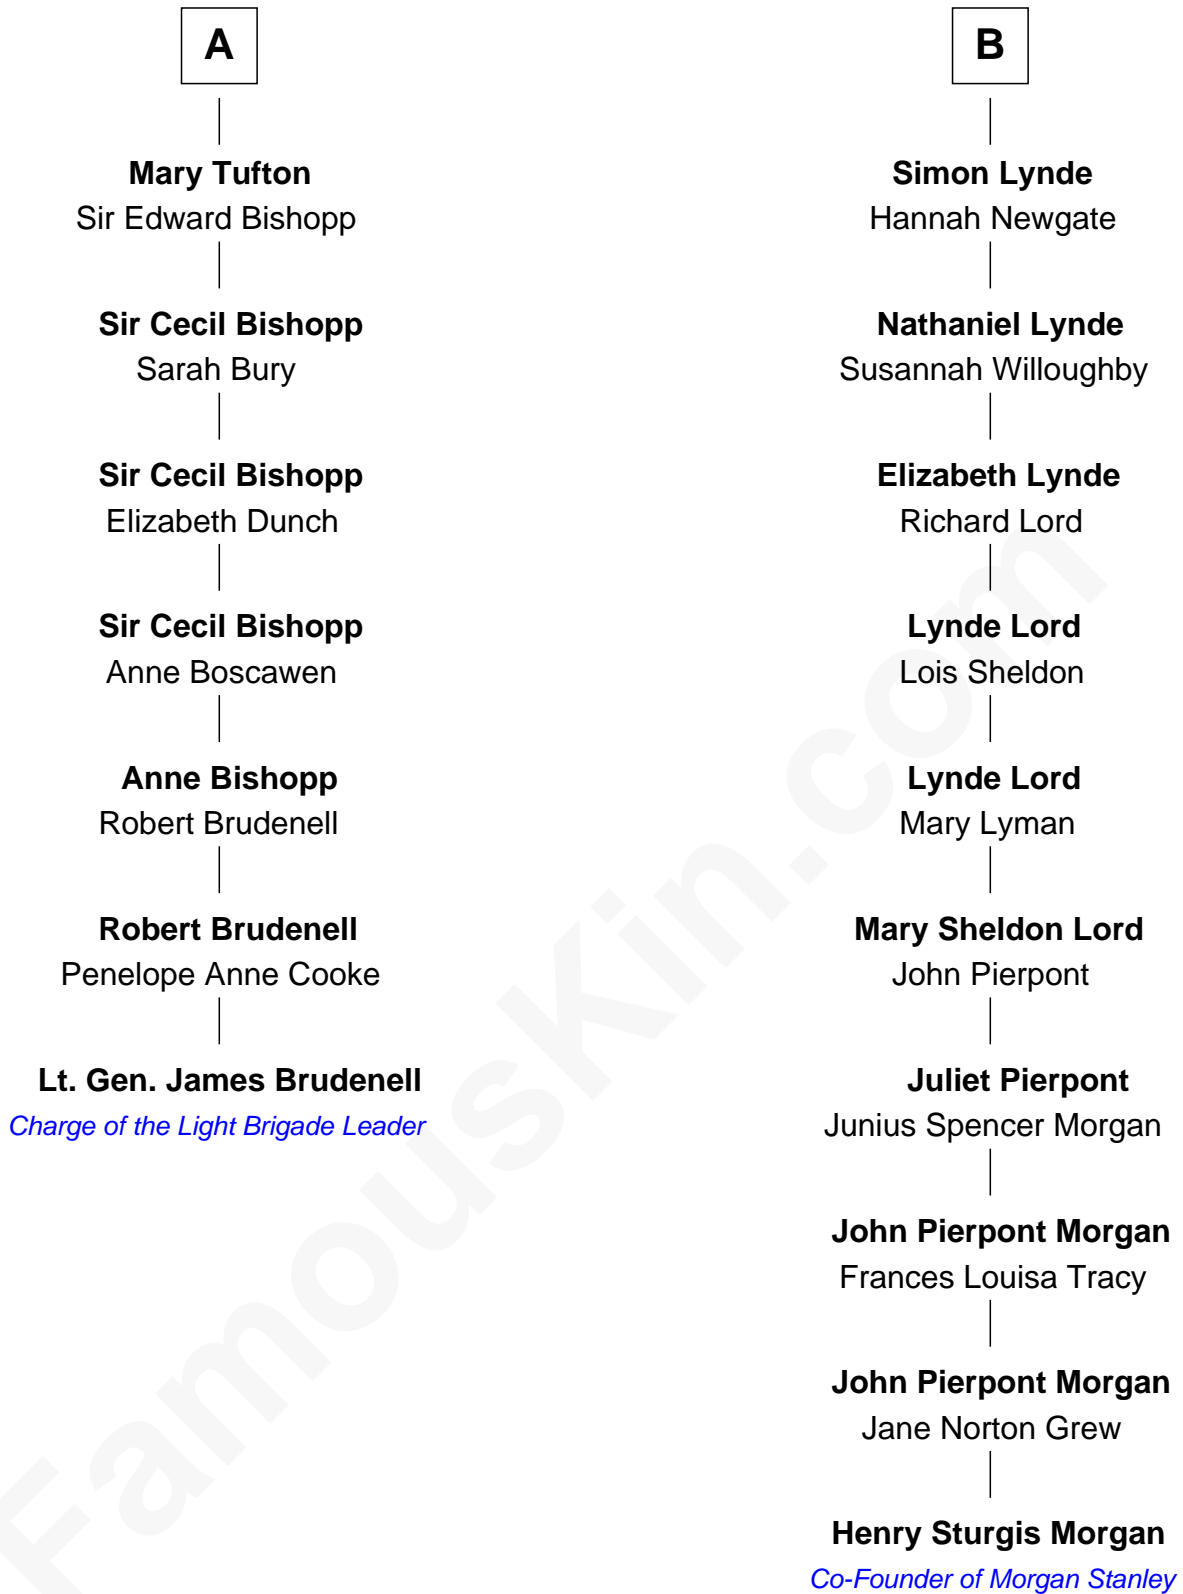 A
Mary Tufton
Sir Edward Bishopp
Sir Cecil Bishopp
Sarah Bury
Sir Cecil Bishopp
Elizabeth Dunch
Sir Cecil Bishopp
Anne Boscawen
Anne Bishopp
Robert Brudenell
Robert Brudenell
Penelope Anne Cooke
Lt. Gen. James Brudenell
Charge of the Light Brigade Leader
B
Simon Lynde
Hannah Newgate
Nathaniel Lynde
Susannah Willoughby
Elizabeth Lynde
Richard Lord
Lynde Lord
Lois Sheldon
Lynde Lord
Mary Lyman
Mary Sheldon Lord
John Pierpont
Juliet Pierpont
Junius Spencer Morgan
John Pierpont Morgan
Frances Louisa Tracy
John Pierpont Morgan
Jane Norton Grew
Henry Sturgis Morgan
Co-Founder of Morgan Stanley
FamousKin.com